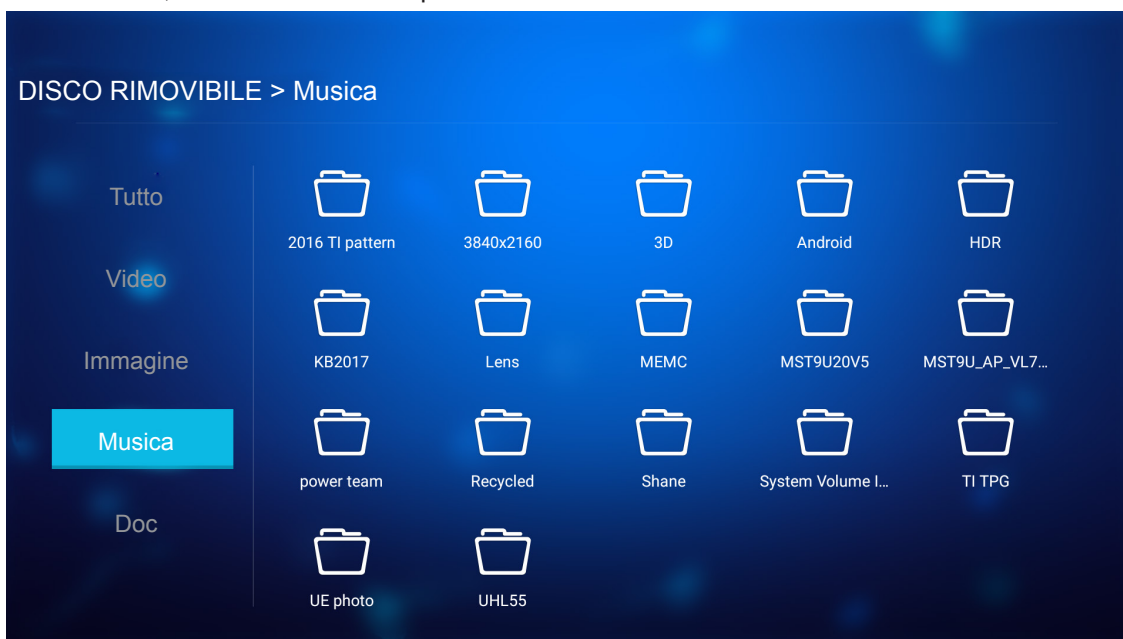 DISCO RIMOVIBILE > Musica
Tutto
Video
Immagine
Musica
Doc
2016 TI pattern
3840x2160
3D
Android
HDR
KB2017
Lens
MEMC
MST9U20V5
MST9U_AP_VL7...
power team
Recycled
Shane
System Volume I...
TI TPG
UE photo
UHL55